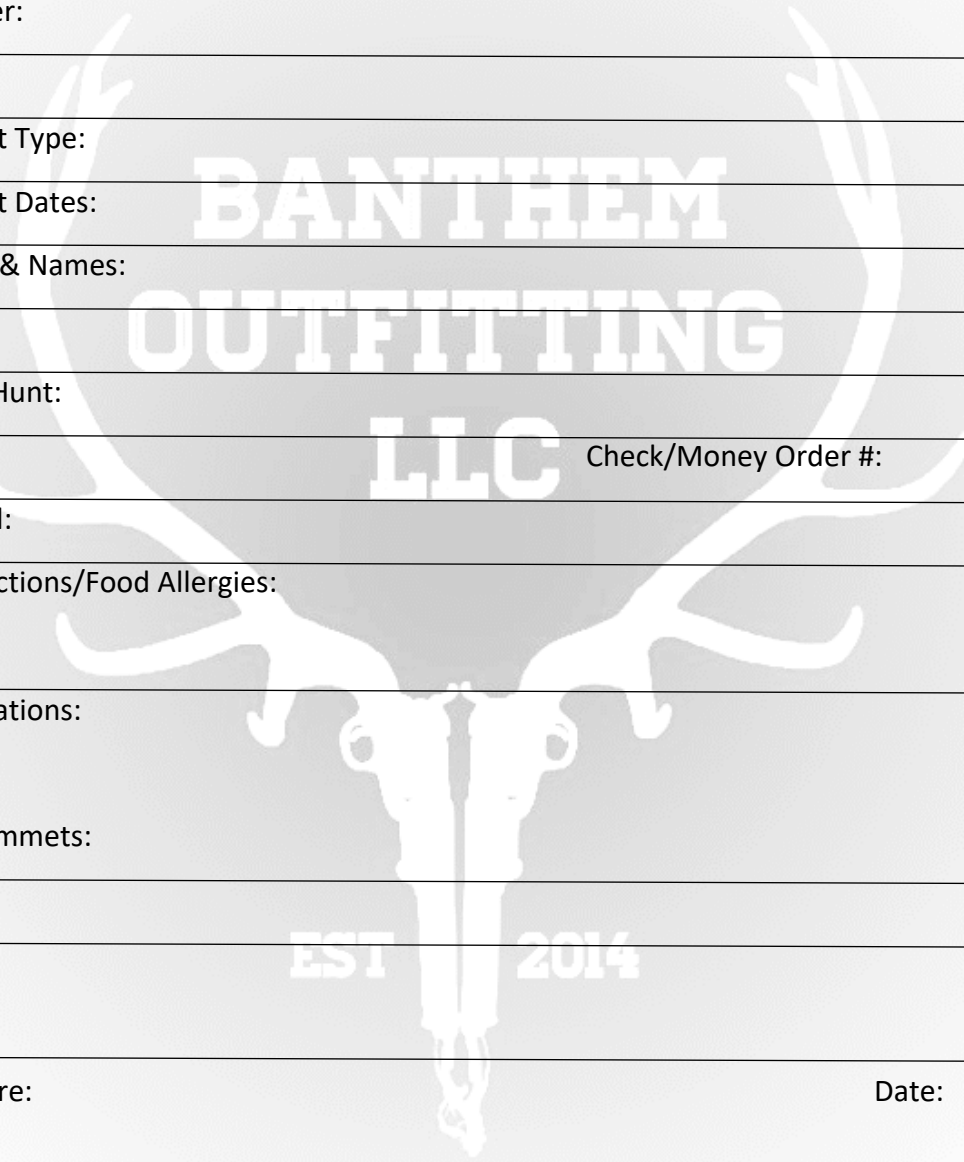 er:
t Type:
t Dates:
& Names:
Hunt:
Check/Money Order #:
l:
ctions/Food Allergies:
ations:
mmets:
re: Date:
BANTHEM
OUTFITTING
LLC
EST 2014